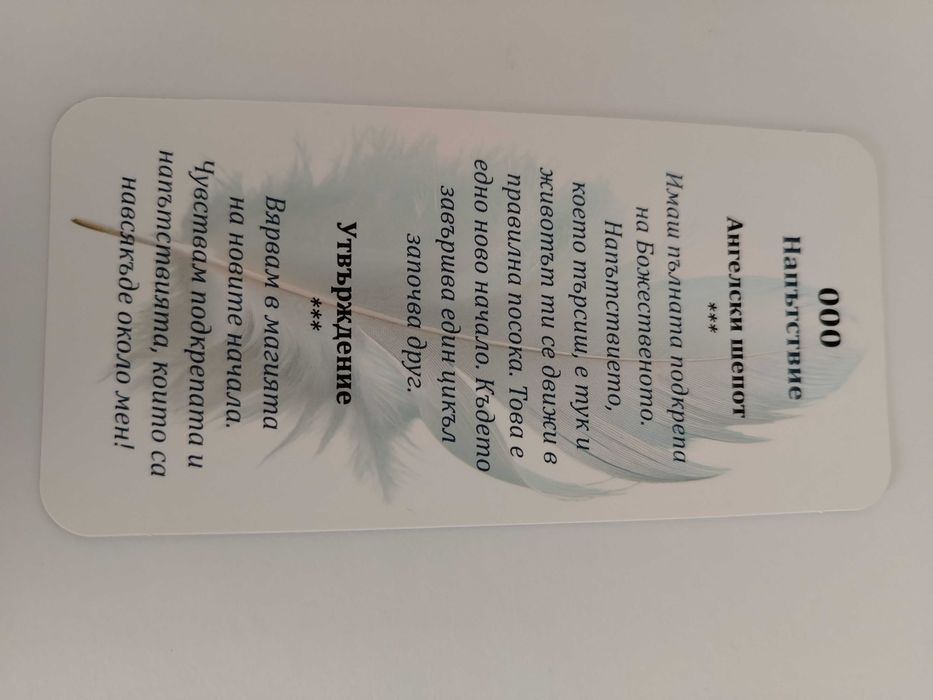 000
Напътствие
Ангелски шепот
***
Имаш пълната подкрепа
на Божественото.
Напътствието,
което търсиш, е тук и
животът ти се движи в
правилна посока. Това е
едно ново начало. Където
завършва един цикъл
започва друг.
Утвърждение
***
Вярвам в магията
на новите начала.
Чувствам подкрепата и
напътствията, които са
навсякъде около мен!